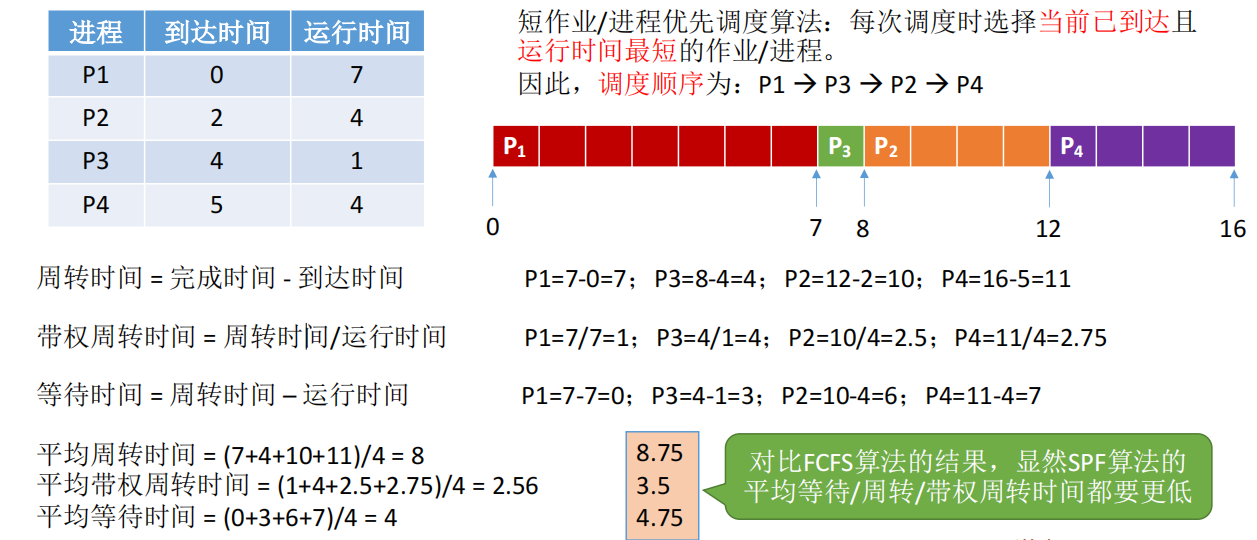 进程 到达时间 运行时间
P1 0 7
P2 2 4
P3 4 1
P4 5 4
短作业/进程优先调度算法：每次调度时选择当前已到达且
运行时间最短的作业/进程。
因此，调度顺序为：P1 → P3 → P2 → P4
P₁ P₃ P₂ P₄
0 7 8 12 16
周转时间 = 完成时间 - 到达时间
P1=7-0=7；P3=8-4=4；P2=12-2=10；P4=16-5=11
带权周转时间 = 周转时间/运行时间
P1=7/7=1；P3=4/1=4；P2=10/4=2.5；P4=11/4=2.75
等待时间 = 周转时间 – 运行时间
P1=7-7=0；P3=4-1=3；P2=10-4=6；P4=11-4=7
平均周转时间 = (7+4+10+11)/4 = 8
平均带权周转时间 = (1+4+2.5+2.75)/4 = 2.56
平均等待时间 = (0+3+6+7)/4 = 4
8.75
3.5
4.75
对比FCFS算法的结果，显然SPF算法的
平均等待/周转/带权周转时间都要更低